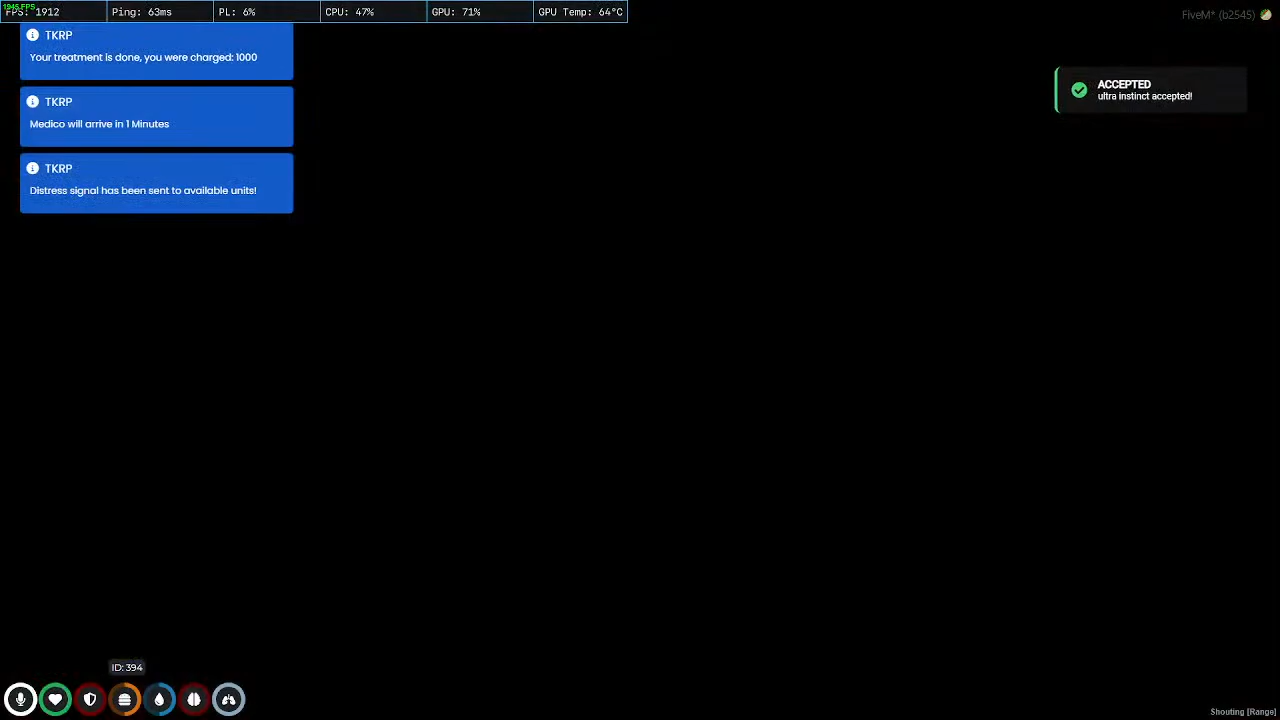 1945 FPS
FPS: 1912 Ping: 63ms PL: 6% CPU: 47% GPU: 71% GPU Temp: 64°C
FiveM* (b2545)
TKRP
Your treatment is done, you were charged: 1000
ACCEPTED
ultra instinct accepted!
TKRP
Medico will arrive in 1 Minutes
TKRP
Distress signal has been sent to available units!
ID: 394
Shouting [Range]